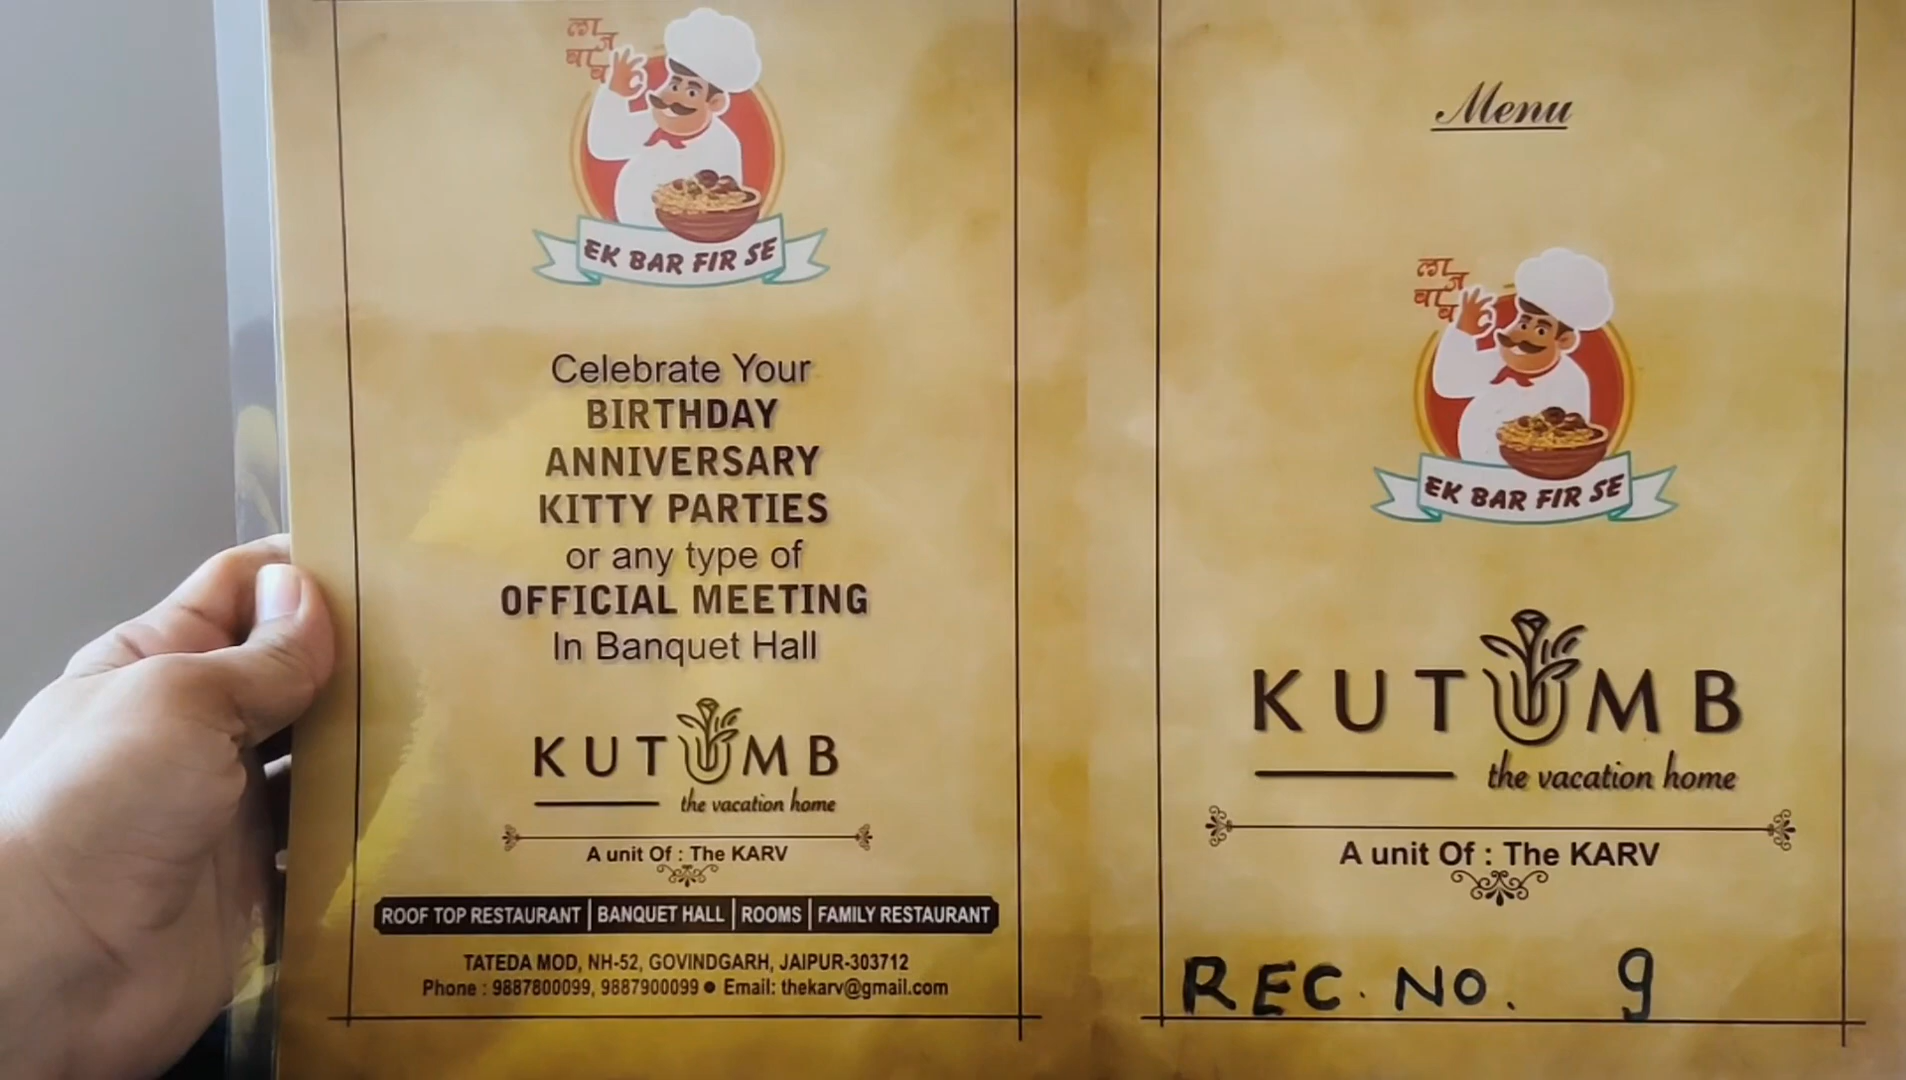 ला
ज
बा
ब
EK BAR FIR SE
Celebrate Your
BIRTHDAY
ANNIVERSARY
KITTY PARTIES
or any type of
OFFICIAL MEETING
In Banquet Hall
KUTUMB
the vacation home
A unit Of : The KARV
ROOF TOP RESTAURANT | BANQUET HALL | ROOMS | FAMILY RESTAURANT
TATEDA MOD, NH-52, GOVINDGARH, JAIPUR-303712
Phone : 9887800099, 9887900099 ● Email: thekarv@gmail.com
Menu
ला
ज
बा
ब
EK BAR FIR SE
KUTUMB
the vacation home
A unit Of : The KARV
REC. NO. 9